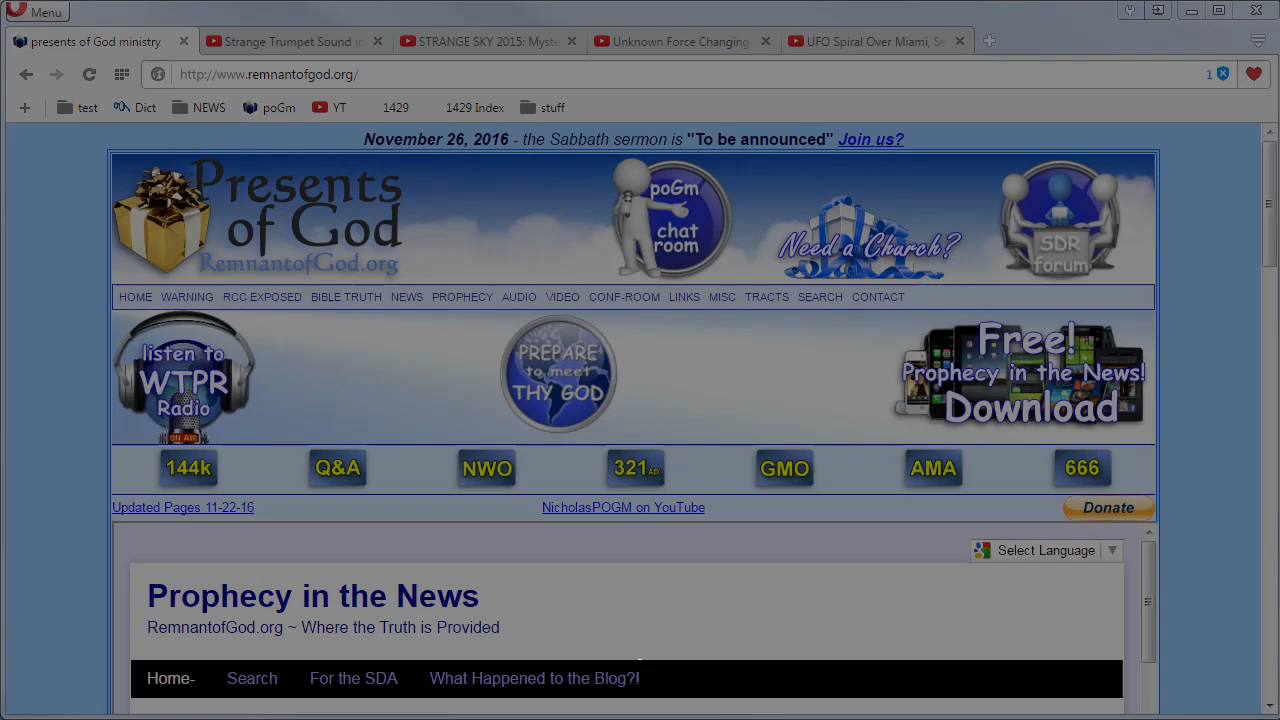 Menu
presents of God ministry
Strange Trumpet Sound in
STRANGE SKY 2015: Myste
Unknown Force Changing
UFO Spiral Over Miami, Se
http://www.remnantofgod.org/
1
test Dict NEWS poGm YT 1429 1429 Index stuff
November 26, 2016 - the Sabbath sermon is "To be announced" Join us?
Presents
of God
RemnantofGod.org
poGm
chat
room
Need a Church?
SDR
forum
HOME WARNING RCC EXPOSED BIBLE TRUTH NEWS PROPHECY AUDIO VIDEO CONF-ROOM LINKS MISC TRACTS SEARCH CONTACT
listen to
WTPR
Radio
ON AIR
PREPARE
to meet
THY GOD
Free!
Prophecy in the News!
Download
144k Q&A NWO 321AD GMO AMA 666
Updated Pages 11-22-16 NicholasPOGM on YouTube Donate
Select Language
Prophecy in the News
RemnantofGod.org ~ Where the Truth is Provided
Home- Search For the SDA What Happened to the Blog?!